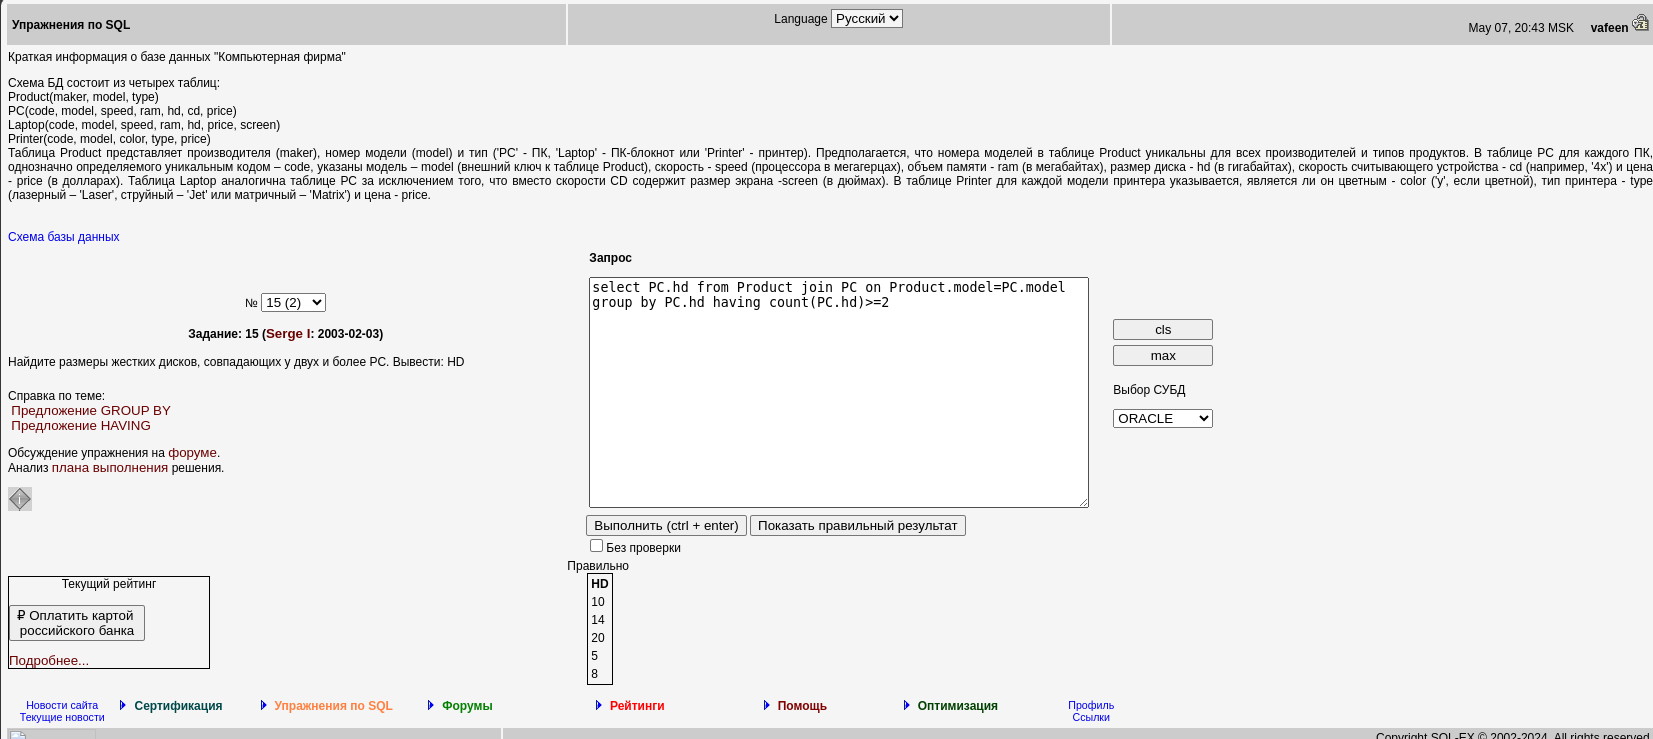 Упражнения по SQL
Language Русский
May 07, 20:43 MSK vafeen
Краткая информация о базе данных "Компьютерная фирма"
Схема БД состоит из четырех таблиц:
Product(maker, model, type)
PC(code, model, speed, ram, hd, cd, price)
Laptop(code, model, speed, ram, hd, price, screen)
Printer(code, model, color, type, price)
Таблица Product представляет производителя (maker), номер модели (model) и тип ('PC' - ПК, 'Laptop' - ПК-блокнот или 'Printer' - принтер). Предполагается, что номера моделей в таблице Product уникальны для всех производителей и типов продуктов. В таблице PC для каждого ПК,
однозначно определяемого уникальным кодом – code, указаны модель – model (внешний ключ к таблице Product), скорость - speed (процессора в мегагерцах), объем памяти - ram (в мегабайтах), размер диска - hd (в гигабайтах), скорость считывающего устройства - cd (например, '4x') и цена
- price (в долларах). Таблица Laptop аналогична таблице РС за исключением того, что вместо скорости CD содержит размер экрана -screen (в дюймах). В таблице Printer для каждой модели принтера указывается, является ли он цветным - color ('y', если цветной), тип принтера - type
(лазерный – 'Laser', струйный – 'Jet' или матричный – 'Matrix') и цена - price.
Схема базы данных
Запрос
№ 15 (2)
Задание: 15 (Serge I: 2003-02-03)
Найдите размеры жестких дисков, совпадающих у двух и более PC. Вывести: HD
Справка по теме:
Предложение GROUP BY
Предложение HAVING
Обсуждение упражнения на форуме.
Анализ плана выполнения решения.
select PC.hd from Product join PC on Product.model=PC.model
group by PC.hd having count(PC.hd)>=2
cls
max
Выбор СУБД
ORACLE
Выполнить (ctrl + enter) Показать правильный результат
Без проверки
Правильно
HD
10
14
20
5
8
Текущий рейтинг
₽ Оплатить картой
российского банка
Подробнее...
Новости сайта
Текущие новости
Сертификация
Упражнения по SQL
Форумы
Рейтинги
Помощь
Оптимизация
Профиль
Ссылки
Copyright SQL-EX © 2002-2024. All rights reserved.